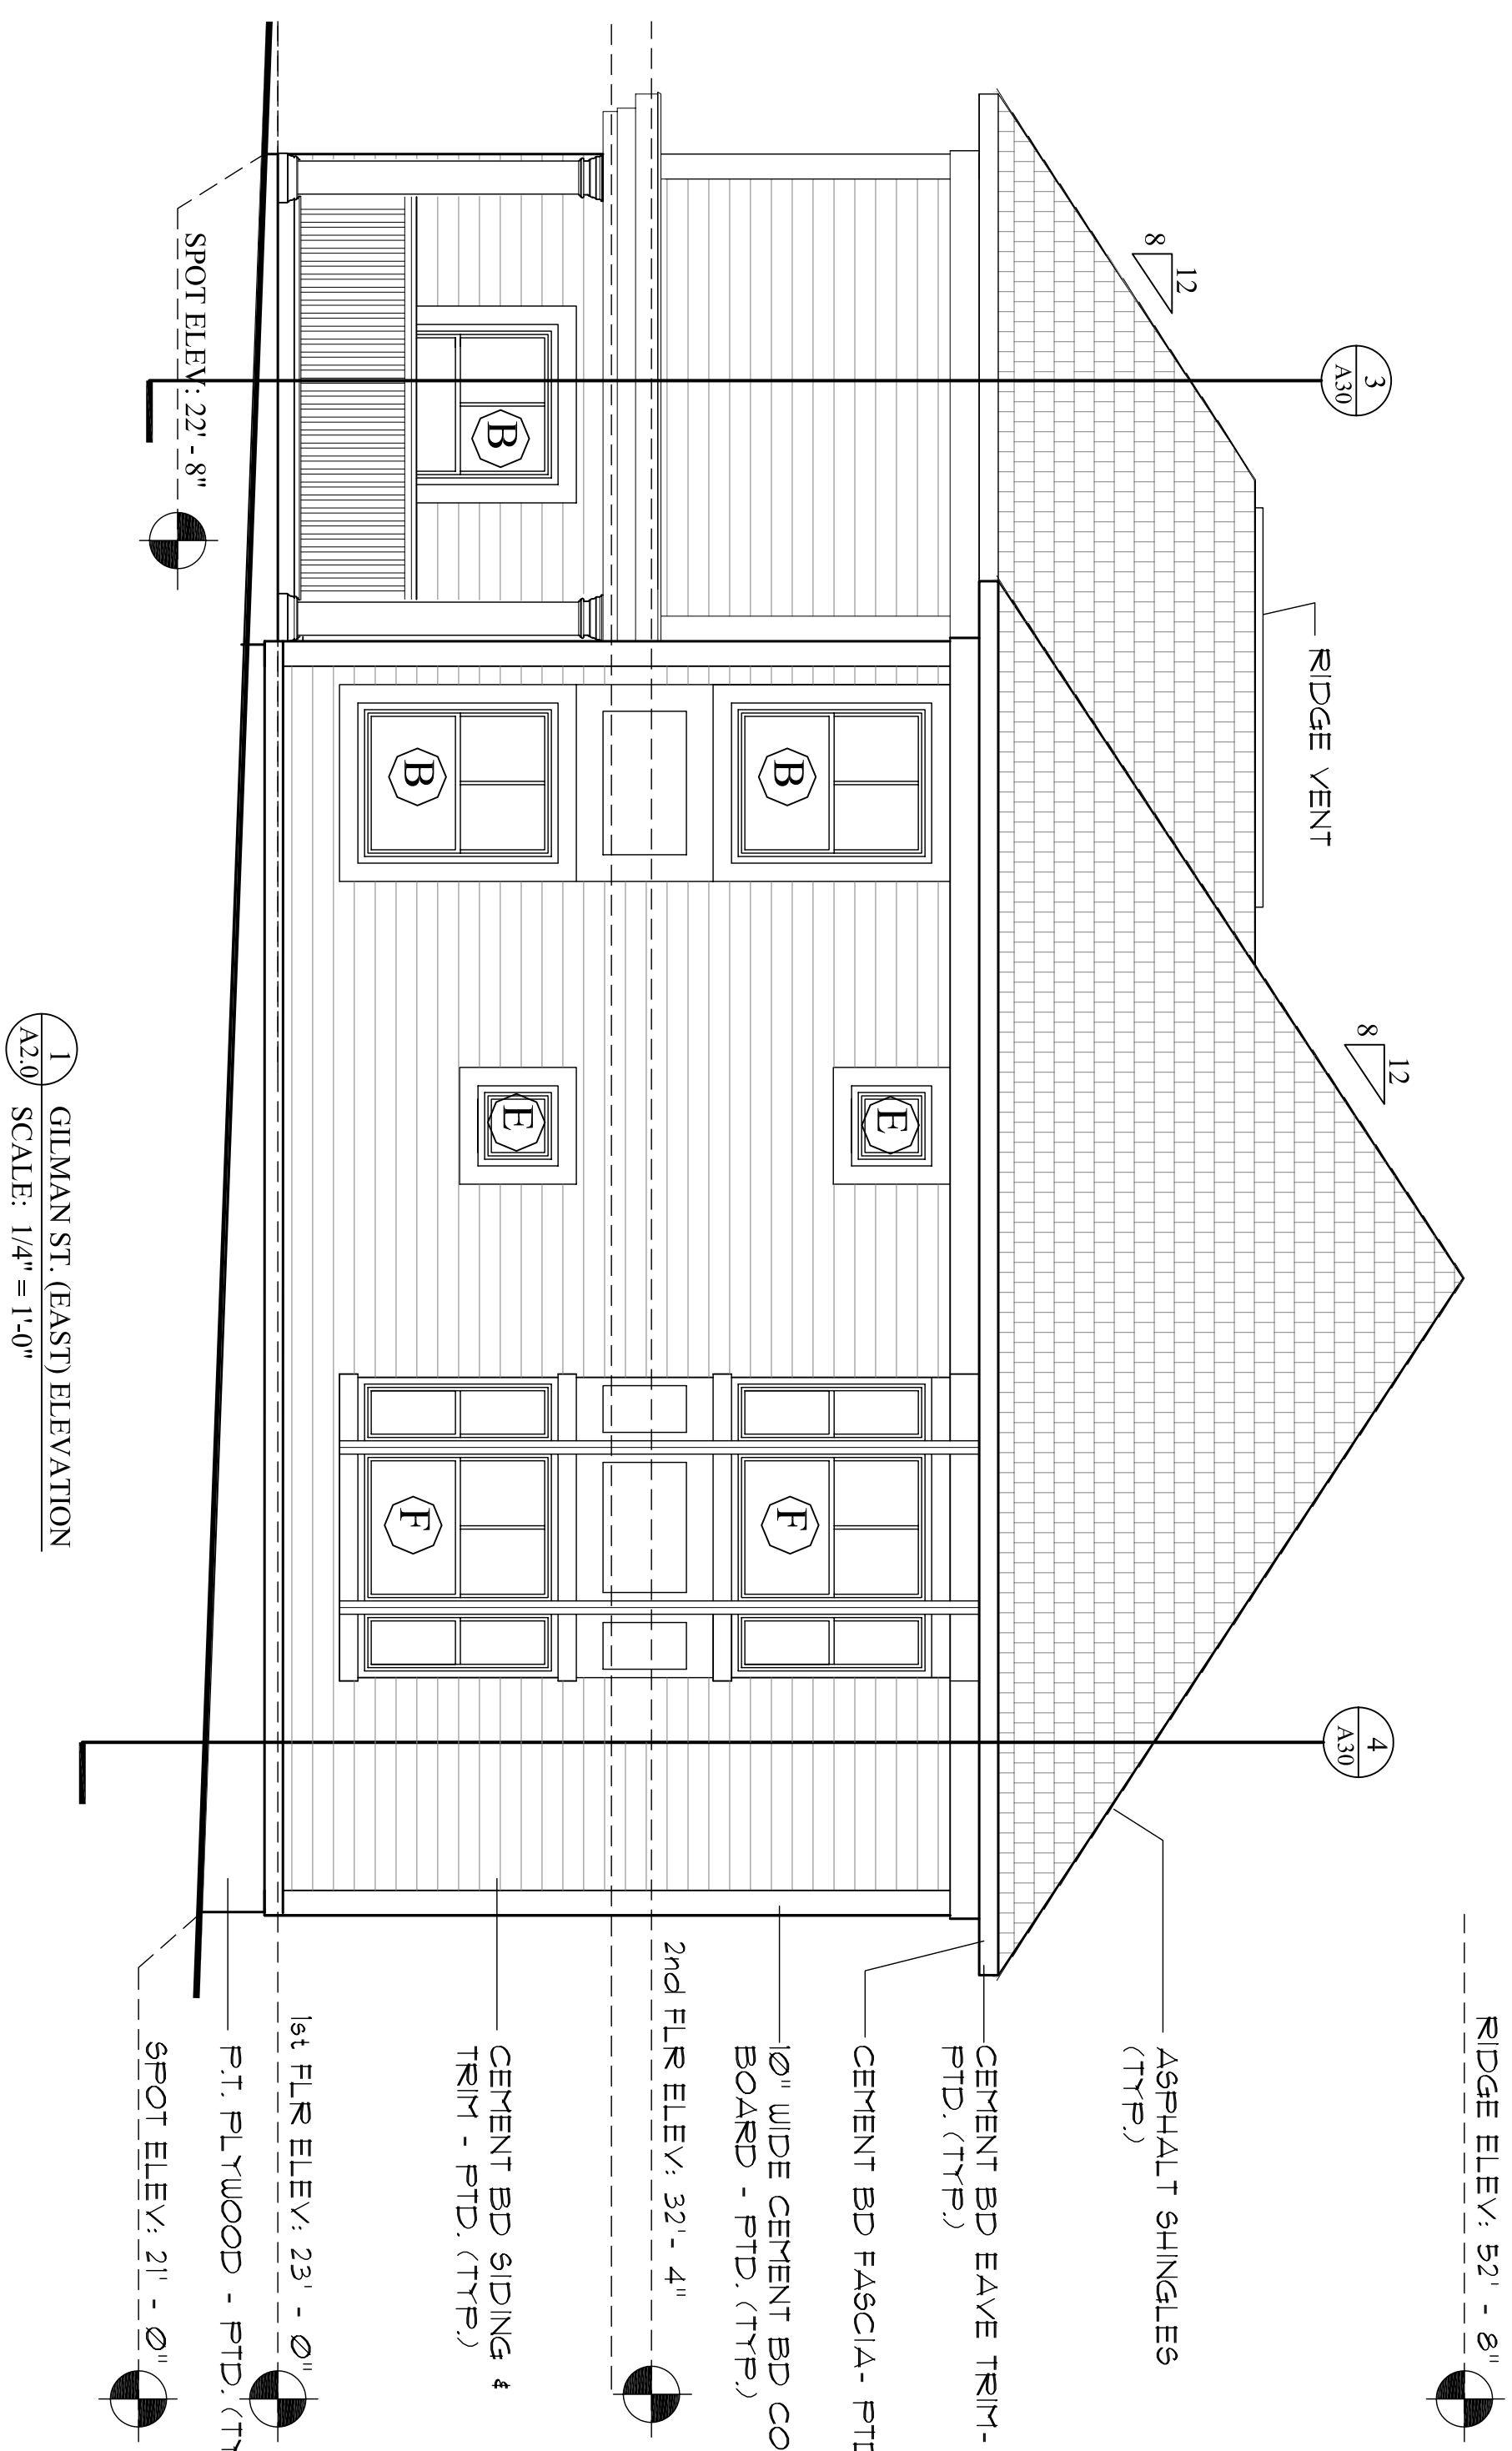 RIDGE ELEV: 52' - 8"
3
A30
4
A30
12
8
12
8
RIDGE VENT
ASPHALT SHINGLES
(TYP.)
CEMENT BD EAVE TRIM-
PTD. (TYP.)
CEMENT BD FASCIA- PTD
10" WIDE CEMENT BD CO
BOARD - PTD. (TYP.)
2nd FLR ELEV: 32' - 4"
CEMENT BD SIDING &
TRIM - PTD. (TYP.)
1st FLR ELEV: 23' - 0"
P.T. PLYWOOD - PTD. (TY
SPOT ELEV: 21' - 0"
B
E
F
B
B
E
F
SPOT ELEV: 22' - 8"
1
A2.0
GILMAN ST. (EAST) ELEVATION
SCALE: 1/4" = 1'-0"